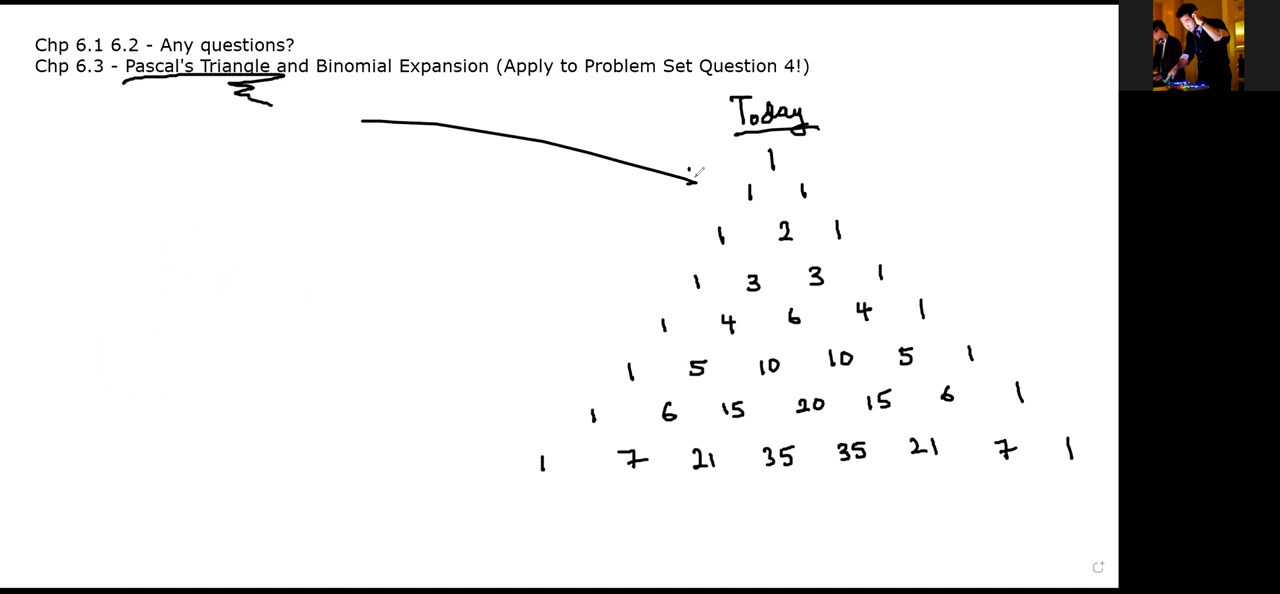 Chp 6.1 6.2 - Any questions?
Chp 6.3 - Pascal's Triangle and Binomial Expansion (Apply to Problem Set Question 4!)
Today
1
1 1
1 2 1
1 3 3 1
1 4 6 4 1
1 5 10 10 5 1
1 6 15 20 15 6 1
1 7 21 35 35 21 7 1